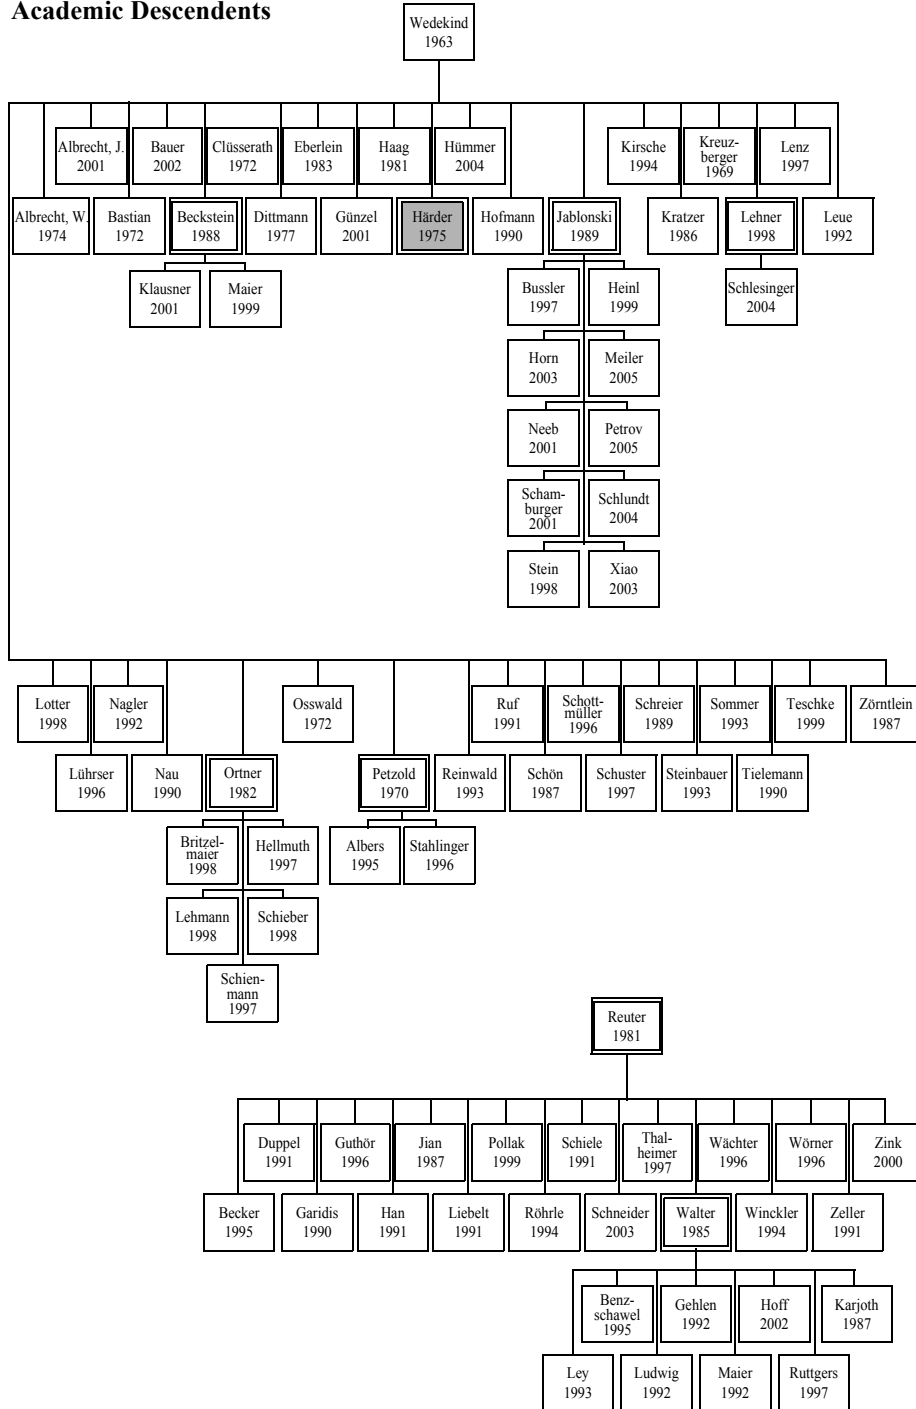 Academic Descendents
Wedekind
1963
Albrecht, J.
2001
Bauer
2002
Clüsserath
1972
Eberlein
1983
Haag
1981
Hümmer
2004
Kirsche
1994
Kreuz-
berger
1969
Lenz
1997
Albrecht, W.
1974
Bastian
1972
Beckstein
1988
Dittmann
1977
Günzel
2001
Härder
1975
Hofmann
1990
Jablonski
1989
Kratzer
1986
Lehner
1998
Leue
1992
Klausner
2001
Maier
1999
Bussler
1997
Heinl
1999
Schlesinger
2004
Horn
2003
Meiler
2005
Neeb
2001
Petrov
2005
Scham-
burger
2001
Schlundt
2004
Stein
1998
Xiao
2003
Lotter
1998
Nagler
1992
Osswald
1972
Ruf
1991
Schott-
müller
1996
Schreier
1989
Sommer
1993
Teschke
1999
Zörntlein
1987
Lührser
1996
Nau
1990
Ortner
1982
Petzold
1970
Reinwald
1993
Schön
1987
Schuster
1997
Steinbauer
1993
Tielemann
1990
Britzel-
maier
1998
Hellmuth
1997
Albers
1995
Stahlinger
1996
Lehmann
1998
Schieber
1998
Schien-
mann
1997
Reuter
1981
Duppel
1991
Guthör
1996
Jian
1987
Pollak
1999
Schiele
1991
Thal-
heimer
1997
Wächter
1996
Wörner
1996
Zink
2000
Becker
1995
Garidis
1990
Han
1991
Liebelt
1991
Röhrle
1994
Schneider
2003
Walter
1985
Winckler
1994
Zeller
1991
Benz-
schawel
1995
Gehlen
1992
Hoff
2002
Karjoth
1987
Ley
1993
Ludwig
1992
Maier
1992
Ruttgers
1997